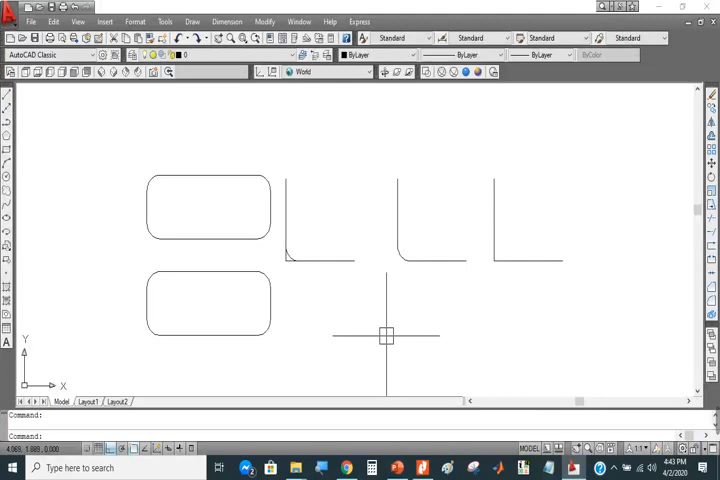 File Edit View Insert Format Tools Draw Dimension Modify Window Help Express
Standard Standard Standard Standard
AutoCAD Classic 0 ByLayer ByLayer ByLayer ByColor
World
Y
X
Model Layout1 Layout2
Command:
Command:
4.069, 1.889, 0.000 MODEL 1:1
Type here to search 4:43 PM
4/2/2020